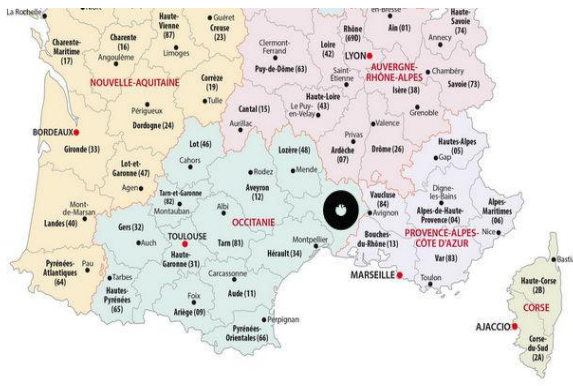 La Rochelle
Haute-
Vienne
(87)
Guéret
Creuse
(23)
en-Bresse
Rhône
(69D)
Ain (01)
Haute-
Savoie
(74)
Charente-
Maritime
(17)
Charente
(16)
Angoulême
Limoges
Clermont-
Ferrand
Puy-de-Dôme (63)
Loire
(42)
LYON
Annecy
AUVERGNE-
RHÔNE-ALPES
Chambéry
Savoie (73)
NOUVELLE-AQUITAINE
Corrèze
(19)
Tulle
Saint-
Etienne
Isère (38)
Périgueux
Dordogne (24)
Cantal (15)
Aurillac
Haute-Loire
(43)
Le Puy-
en-Velay
Grenoble
BORDEAUX
Gironde (33)
Privas
Valence
Ardèche
(07)
Drôme (26)
Hautes-Alpes
(05)
Gap
Lot (46)
Cahors
Lozère (48)
Mende
Lot-et-
Garonne (47)
Agen
Rodez
Aveyron
(12)
Tarn-et-Garonne
(82)
Montauban
Albi
Vaucluse
(84)
Avignon
Digne-
les-Bains
Alpes-de-Haute-
Provence (04)
Alpes-
Maritimes
(06)
Nice
Mont-
de-Marsan
Landes (40)
Gers (32)
Auch
TOULOUSE
OCCITANIE
Haute-
Garonne (31)
Tarn (81)
Montpellier
Hérault (34)
Bouches-
du-Rhône (13)
PROVENCE-ALPES-
CÔTE D'AZUR
Var (83)
Pyrénées-
Atlantiques
(64)
Pau
Tarbes
Hautes-
Pyrénées
(65)
Foix
Ariège (09)
Carcassonne
Aude (11)
MARSEILLE
Toulon
Perpignan
Pyrénées-
Orientales (66)
Bastia
Haute-Corse
(2B)
CORSE
AJACCIO
Corse-
du-Sud
(2A)